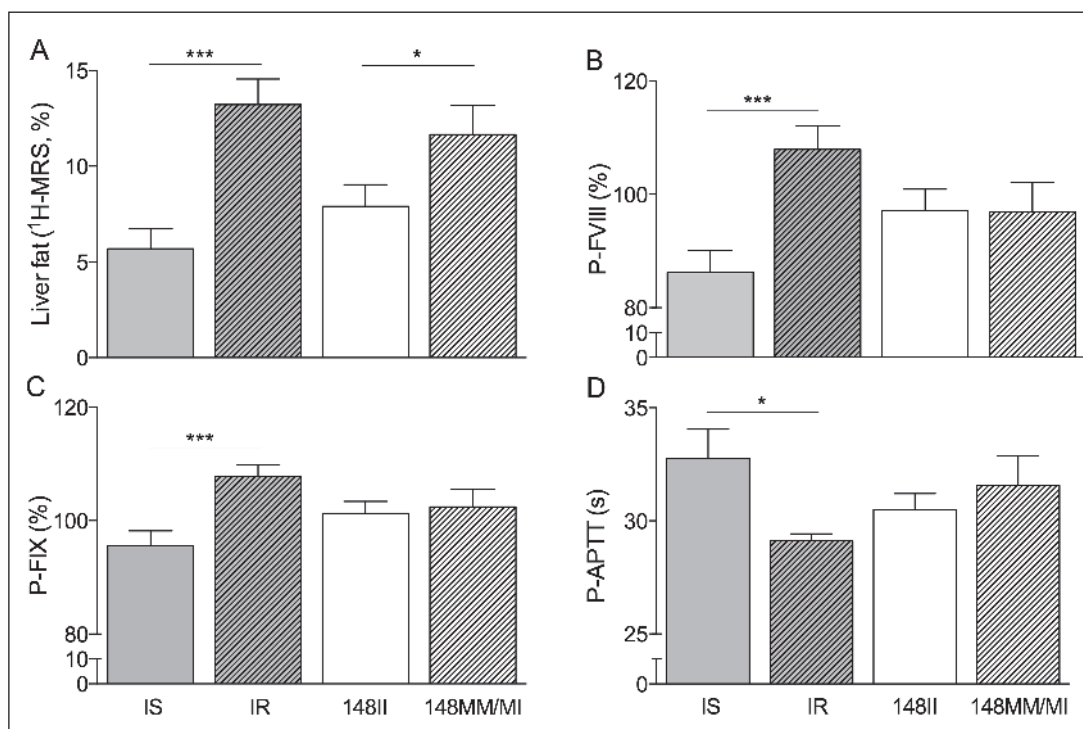 A
Liver fat (¹H-MRS, %)
15
10
5
0
***
*
B
P-FVIII (%)
120
100
80
10
0
***
C
P-FIX (%)
120
100
80
10
0
***
IS IR 148II 148MM/MI
D
P-APTT (s)
35
30
25
0
*
IS IR 148II 148MM/MI